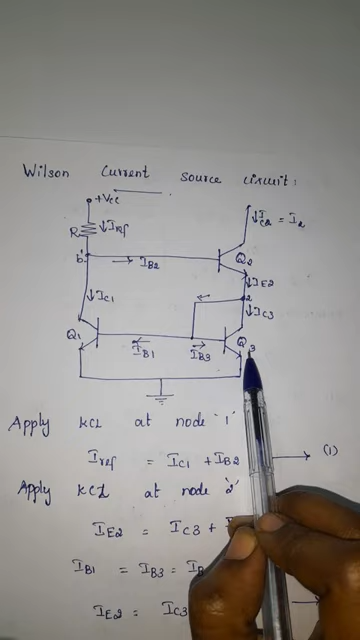 Wilson Current source circuit:
+Vcc
R ↓Iref ↓IC2 = I2
→ IB2 Q2
↓IE2
2
↓IC1 ↓IC3
Q1 IB1 IB3 Q3
Apply KCL at node '1'
Iref = IC1 + IB2 → (1)
Apply KCL at node '2'
IE2 = IC3 +
IB1 = IB3 =
IE2 = IC3